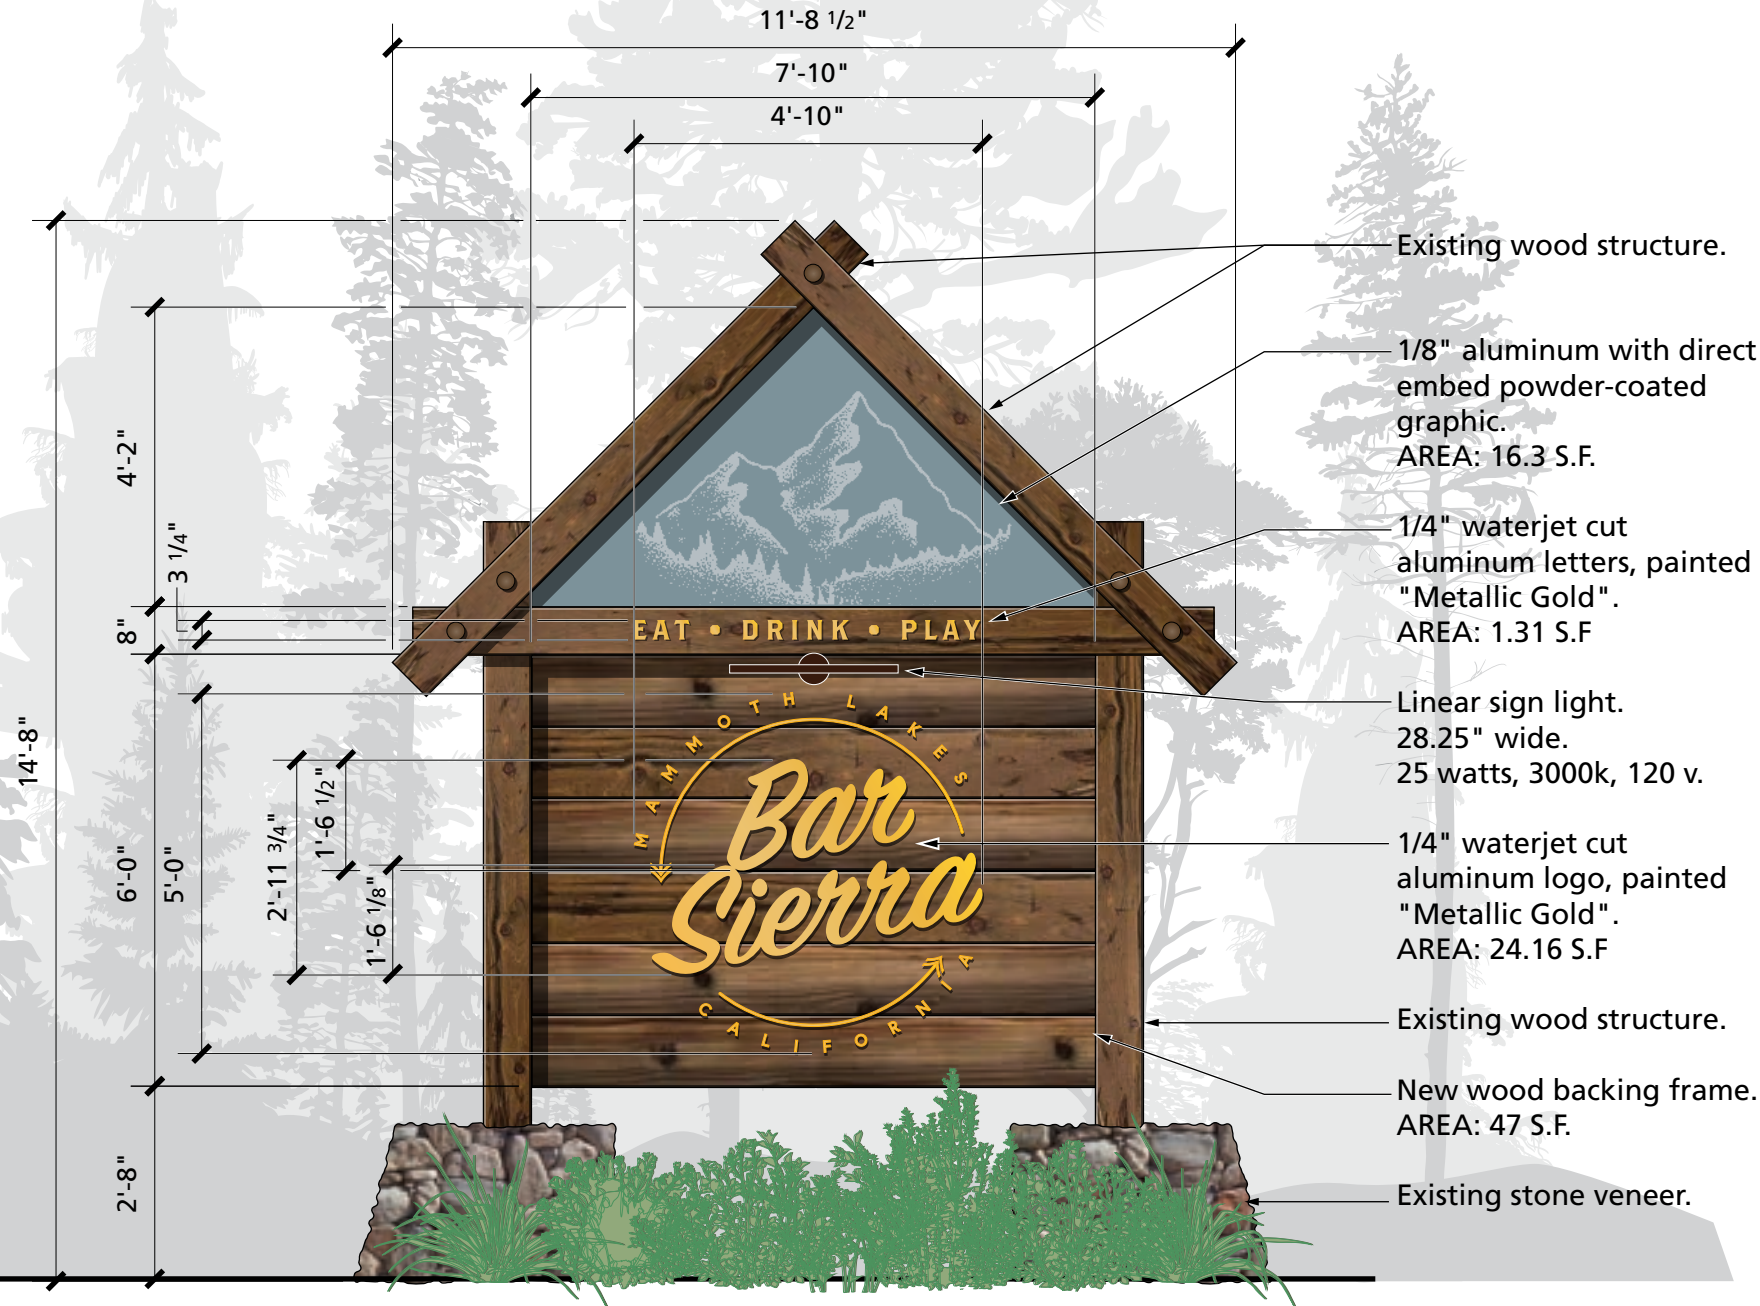 11'-8 1/2"
7'-10"
4'-10"
14'-8"
4'-2"
3 1/4"
8"
6'-0"
5'-0"
2'-11 3/4"
1'-6 1/2"
1'-6 1/8"
2'-8"
EAT • DRINK • PLAY
MAMMOTH LAKES
Bar
Sierra
CALIFORNIA
Existing wood structure.
1/8" aluminum with direct
embed powder-coated
graphic.
AREA: 16.3 S.F.
1/4" waterjet cut
aluminum letters, painted
"Metallic Gold".
AREA: 1.31 S.F
Linear sign light.
28.25" wide.
25 watts, 3000k, 120 v.
1/4" waterjet cut
aluminum logo, painted
"Metallic Gold".
AREA: 24.16 S.F
Existing wood structure.
New wood backing frame.
AREA: 47 S.F.
Existing stone veneer.